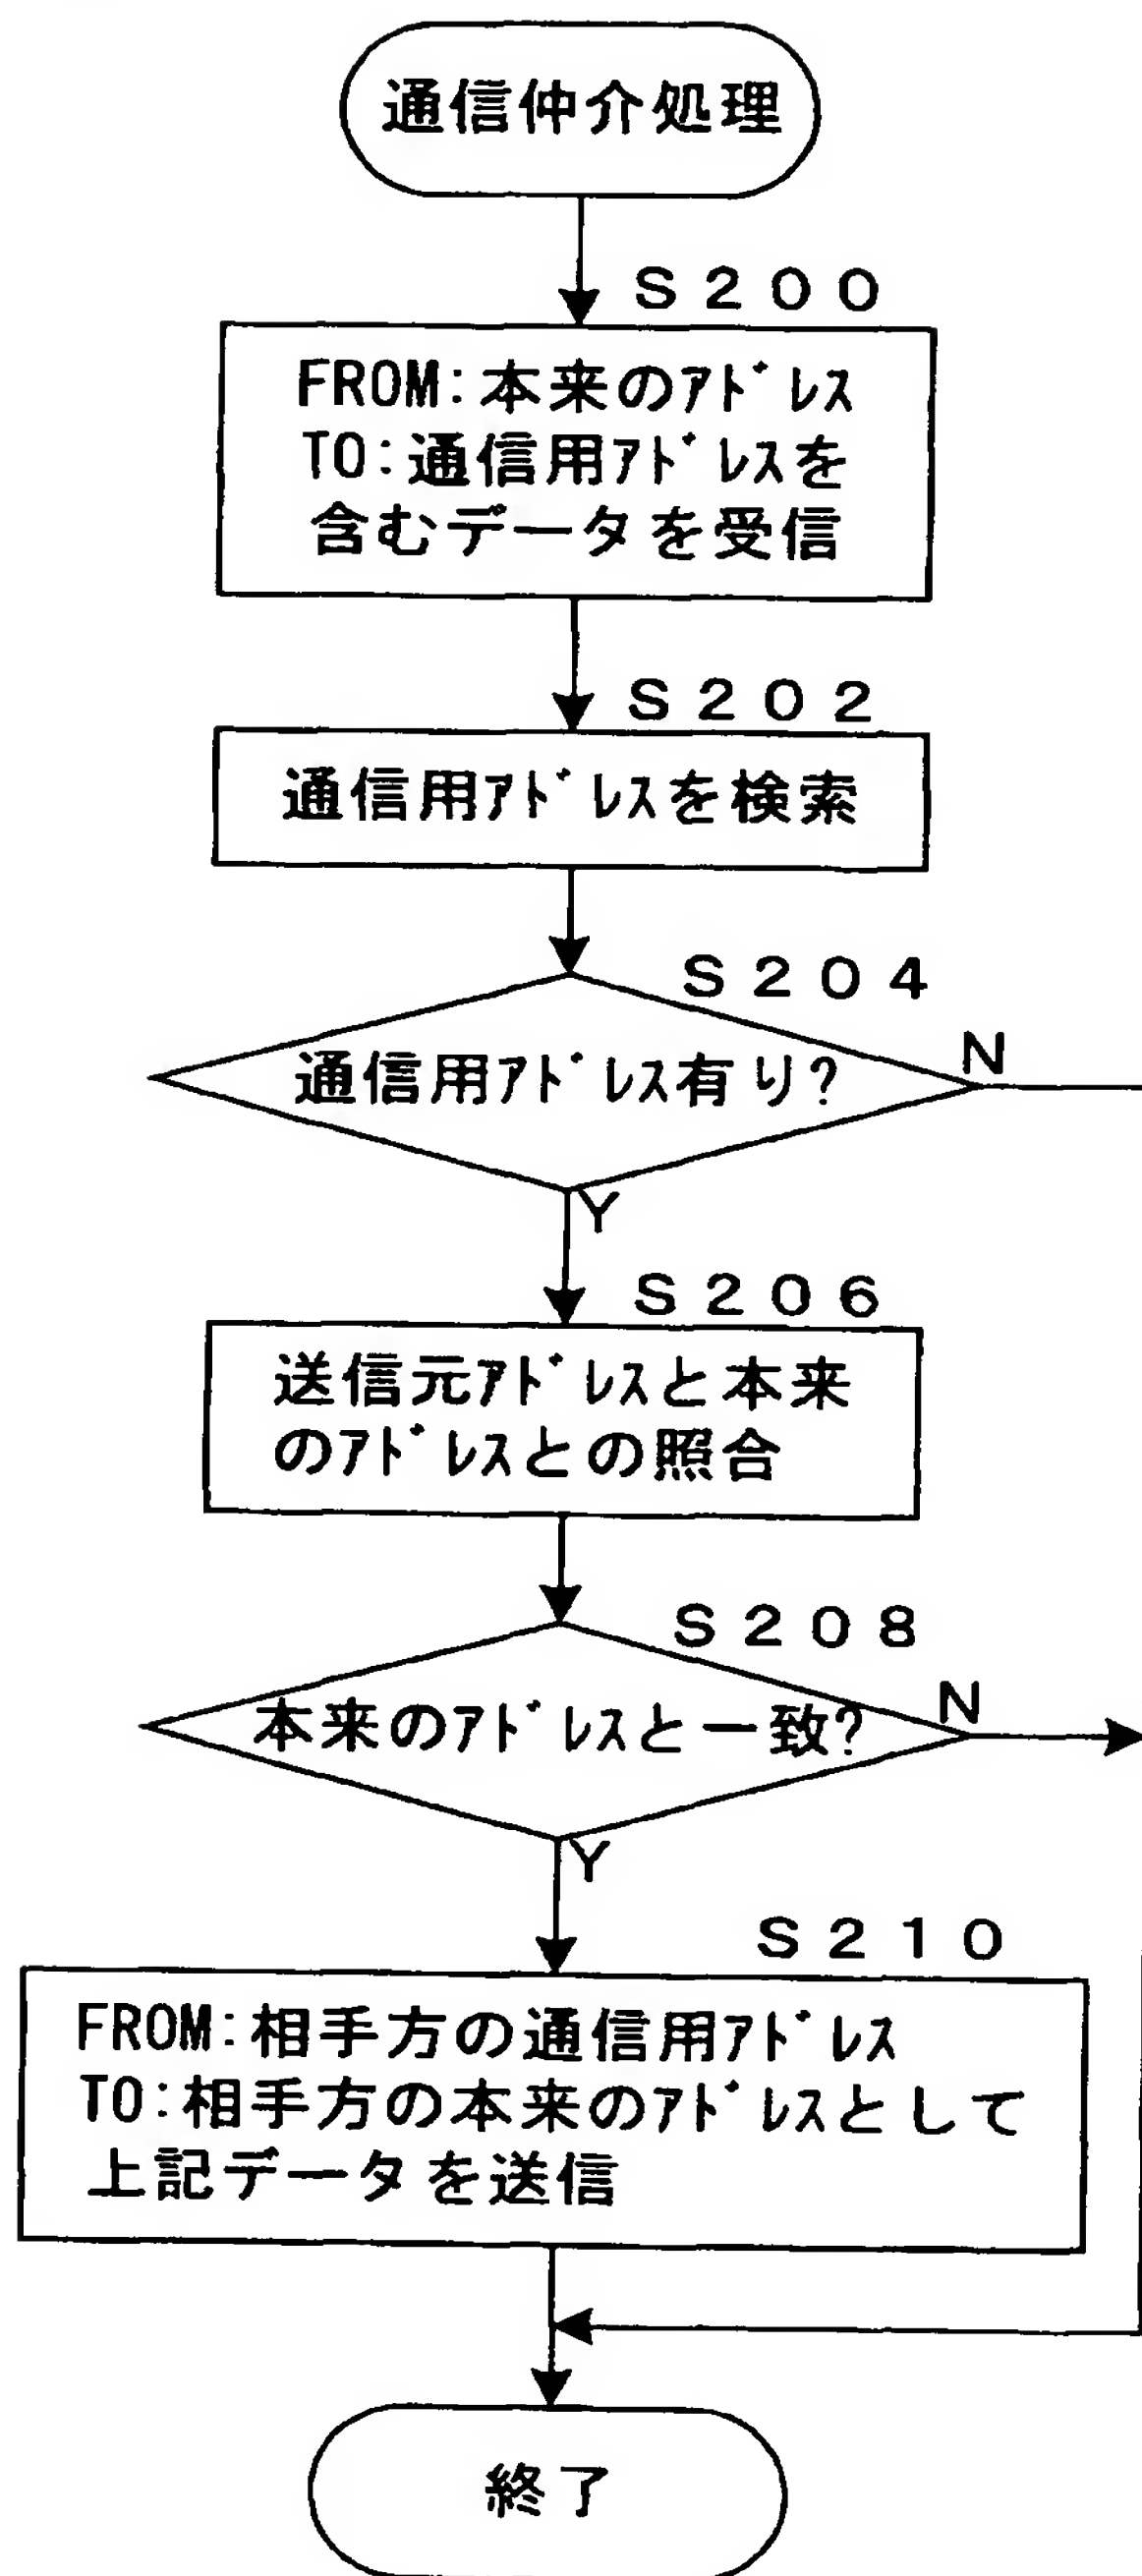 通信仲介処理
S200
FROM:本来のｱﾄﾞﾚｽ
TO:通信用ｱﾄﾞﾚｽを
含むデータを受信
S202
通信用ｱﾄﾞﾚｽを検索
S204
通信用ｱﾄﾞﾚｽ有り?
N
Y
S206
送信元ｱﾄﾞﾚｽと本来
のｱﾄﾞﾚｽとの照合
S208
本来のｱﾄﾞﾚｽと一致?
N
Y
S210
FROM:相手方の通信用ｱﾄﾞﾚｽ
TO:相手方の本来のｱﾄﾞﾚｽとして
上記データを送信
終了